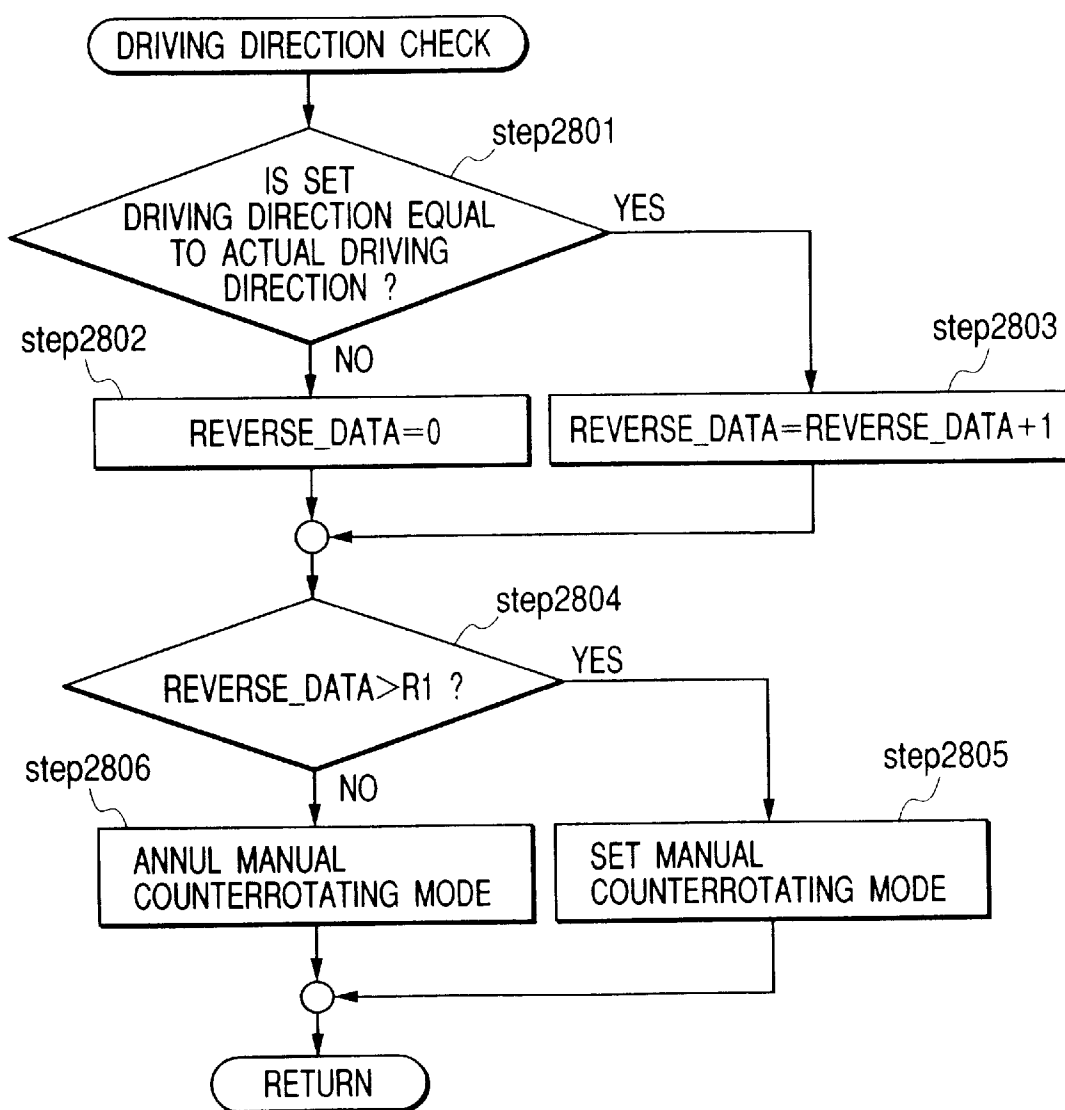 DRIVING DIRECTION CHECK
step2801
IS SET
DRIVING DIRECTION EQUAL
TO ACTUAL DRIVING
DIRECTION ?
YES
NO
step2802
step2803
REVERSE_DATA=0
REVERSE_DATA=REVERSE_DATA+1
step2804
REVERSE_DATA>R1 ?
YES
NO
step2806
step2805
ANNUL MANUAL
COUNTERROTATING MODE
SET MANUAL
COUNTERROTATING MODE
RETURN